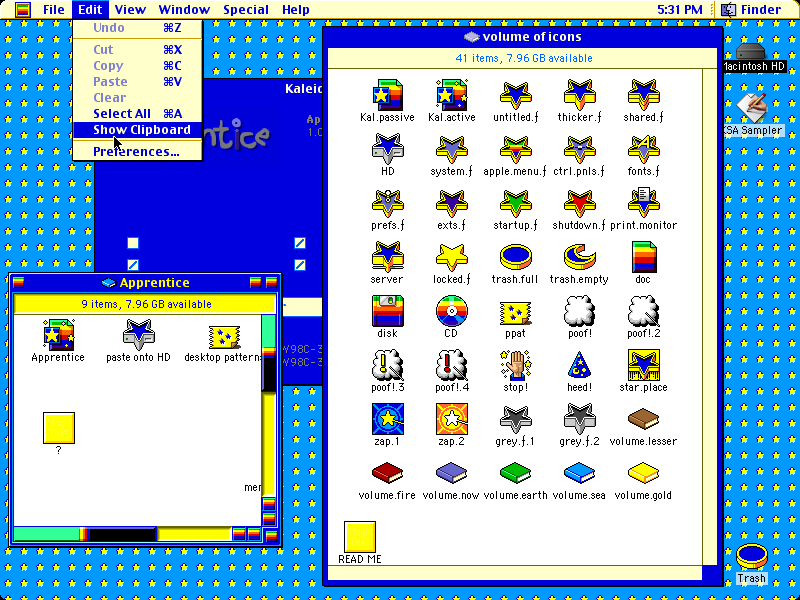 File Edit View Window Special Help 5:31 PM Finder
Undo ⌘Z
Cut ⌘X
Copy ⌘C
Paste ⌘V
Clear
Select All ⌘A
Show Clipboard
Preferences...
Kaleid
Ap
1.0
ntice
volume of icons
41 items, 7.96 GB available
Kal.passive Kal.active untitled.ƒ thicker.ƒ shared.ƒ
HD system.ƒ apple.menu.ƒ ctrl.pnls.ƒ fonts.ƒ
prefs.ƒ exts.ƒ startup.ƒ shutdown.ƒ print.monitor
server locked.ƒ trash.full trash.empty doc
disk CD ppat poof! poof!.2
poof!.3 poof!.4 stop! heed! star.place
zap.1 zap.2 grey.ƒ.1 grey.ƒ.2 volume.lesser
volume.fire volume.now volume.earth volume.sea volume.gold
READ ME
Apprentice
9 items, 7.96 GB available
Apprentice paste onto HD desktop pattern
?
mer
Macintosh HD
KSA Sampler
Trash